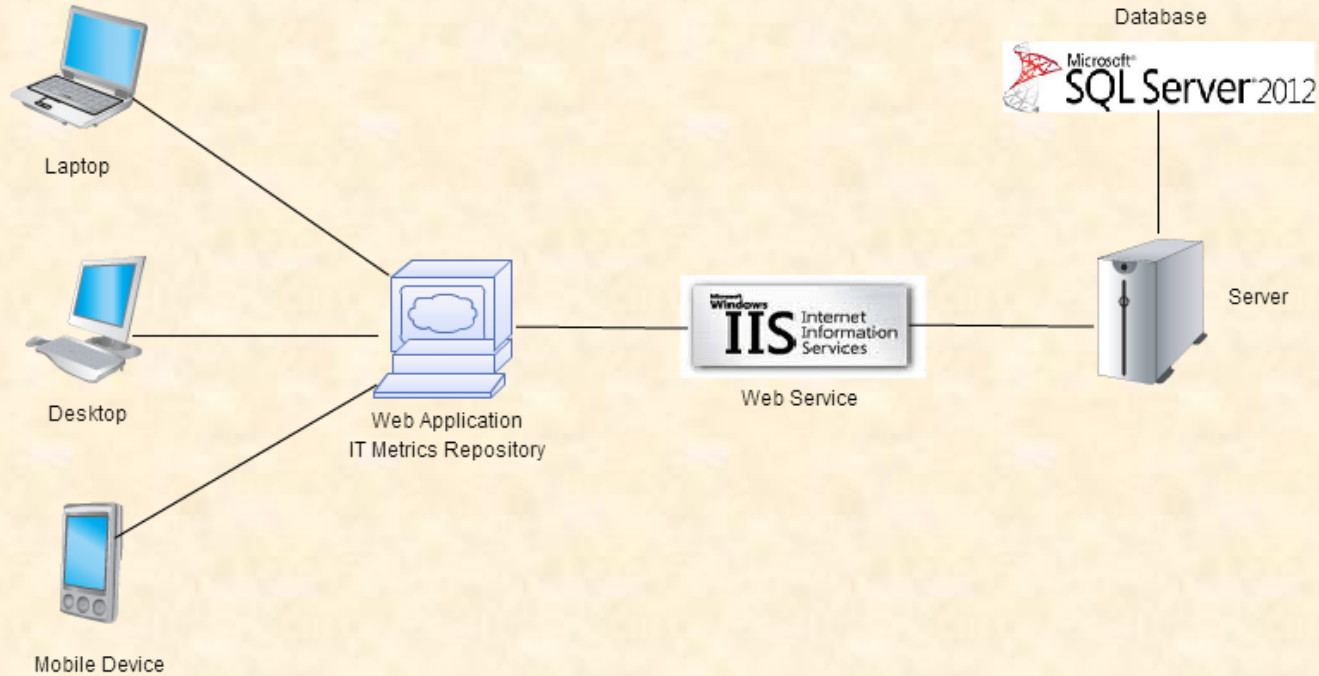 Database
Microsoft®
SQL Server® 2012
Laptop
Server
Microsoft
Windows
IIS Internet
Information
Services
Web Service
Desktop
Web Application
IT Metrics Repository
Mobile Device